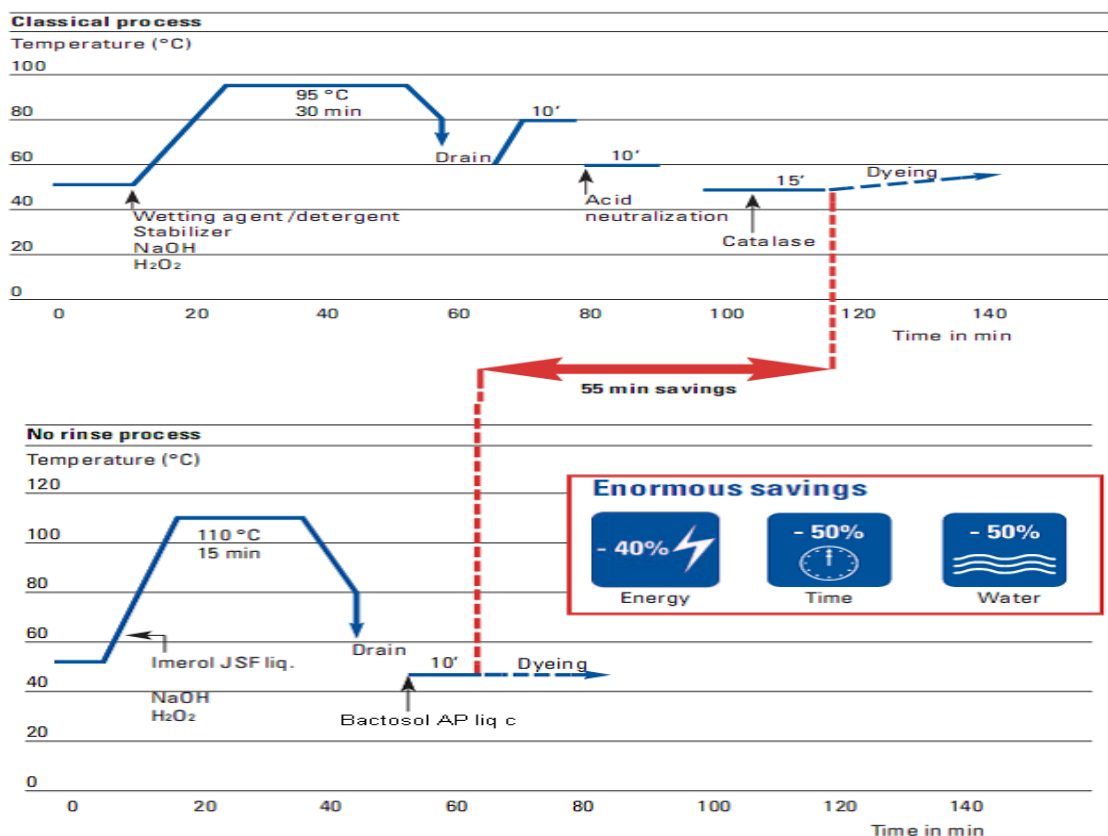 Classical process
Temperature (°C)
100
95 °C
30 min
80
10′
Drain
60
10′
15′
Dyeing
40
Wetting agent /detergent
Stabilizer
NaOH
H₂O₂
Acid
neutralization
Catalase
20
0
0 20 40 60 80 100 120 140
Time in min
55 min savings
No rinse process
Temperature (°C)
120
100
110 °C
15 min
80
60
Imerol JSF liq.
NaOH
H₂O₂
Drain
10′
Dyeing
40
Bactosol AP liq c
20
0
0 20 40 60 80 100 120 140
Time in min
Enormous savings
- 40%
Energy
- 50%
Time
- 50%
Water